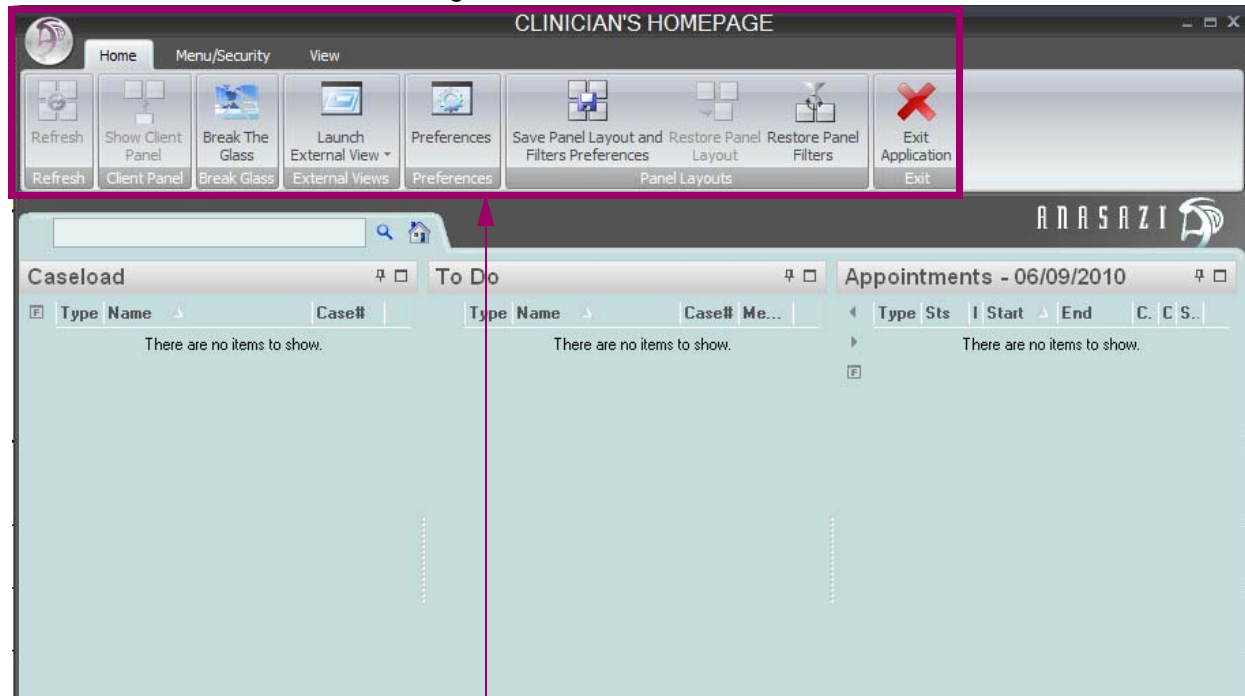 CLINICIAN'S HOMEPAGE
Home Menu/Security View
Refresh Show Client Panel Break The Glass Launch External View Preferences Save Panel Layout and Filters Preferences Restore Panel Layout Restore Panel Filters Exit Application
Refresh Client Panel Break Glass External Views Preferences Panel Layouts Exit
ANASAZI
Caseload To Do Appointments - 06/09/2010
F Type Name Case# Type Name Case# Me... Type Sts I Start End C. C S..
There are no items to show. There are no items to show. There are no items to show.
F